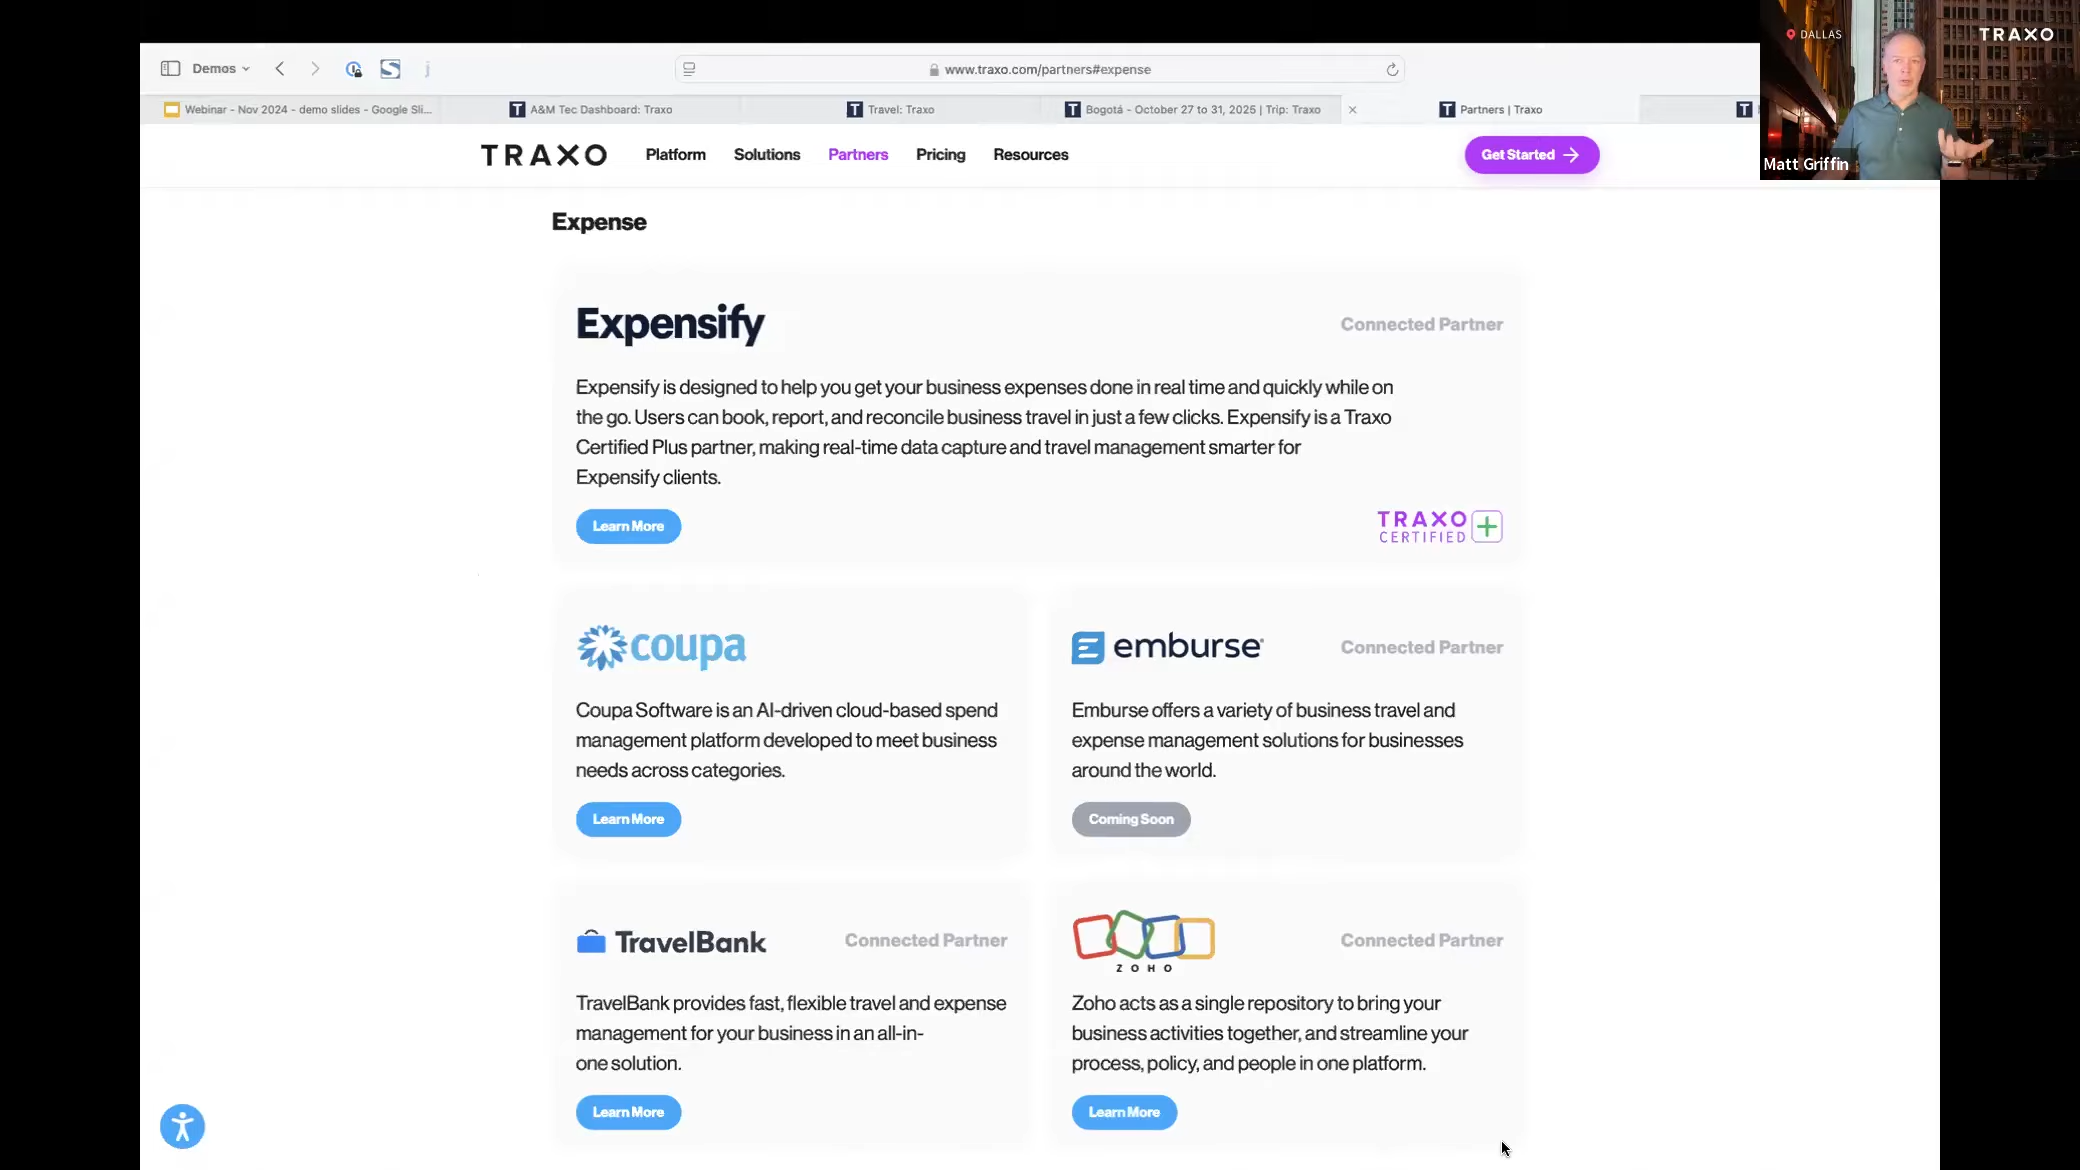 Demos
www.traxo.com/partners#expense
Webinar - Nov 2024 - demo slides - Google Sli...
A&M Tec Dashboard: Traxo
Travel: Traxo
Bogotá - October 27 to 31, 2025 | Trip: Traxo
Partners | Traxo
DALLAS
TRAXO
Matt Griffin
TRAXO
Platform
Solutions
Partners
Pricing
Resources
Get Started
Expense
Expensify
Connected Partner
Expensify is designed to help you get your business expenses done in real time and quickly while on
the go. Users can book, report, and reconcile business travel in just a few clicks. Expensify is a Traxo
Certified Plus partner, making real-time data capture and travel management smarter for
Expensify clients.
Learn More
TRAXO
CERTIFIED
coupa
Coupa Software is an AI-driven cloud-based spend
management platform developed to meet business
needs across categories.
Learn More
emburse
Connected Partner
Emburse offers a variety of business travel and
expense management solutions for businesses
around the world.
Coming Soon
TravelBank
Connected Partner
TravelBank provides fast, flexible travel and expense
management for your business in an all-in-
one solution.
Learn More
ZOHO
Connected Partner
Zoho acts as a single repository to bring your
business activities together, and streamline your
process, policy, and people in one platform.
Learn More